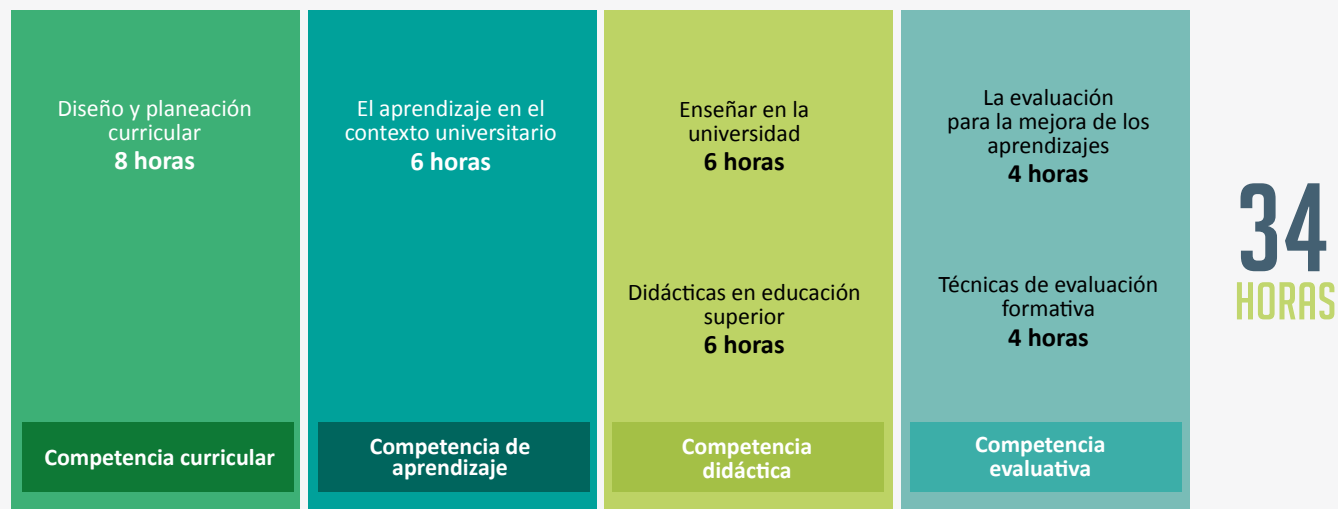 Diseño y planeación
curricular
8 horas
Competencia curricular
El aprendizaje en el
contexto universitario
6 horas
Competencia de
aprendizaje
Enseñar en la
universidad
6 horas
Didácticas en educación
superior
6 horas
Competencia
didáctica
La evaluación
para la mejora de los
aprendizajes
4 horas
Técnicas de evaluación
formativa
4 horas
Competencia
evaluativa
34
HORAS